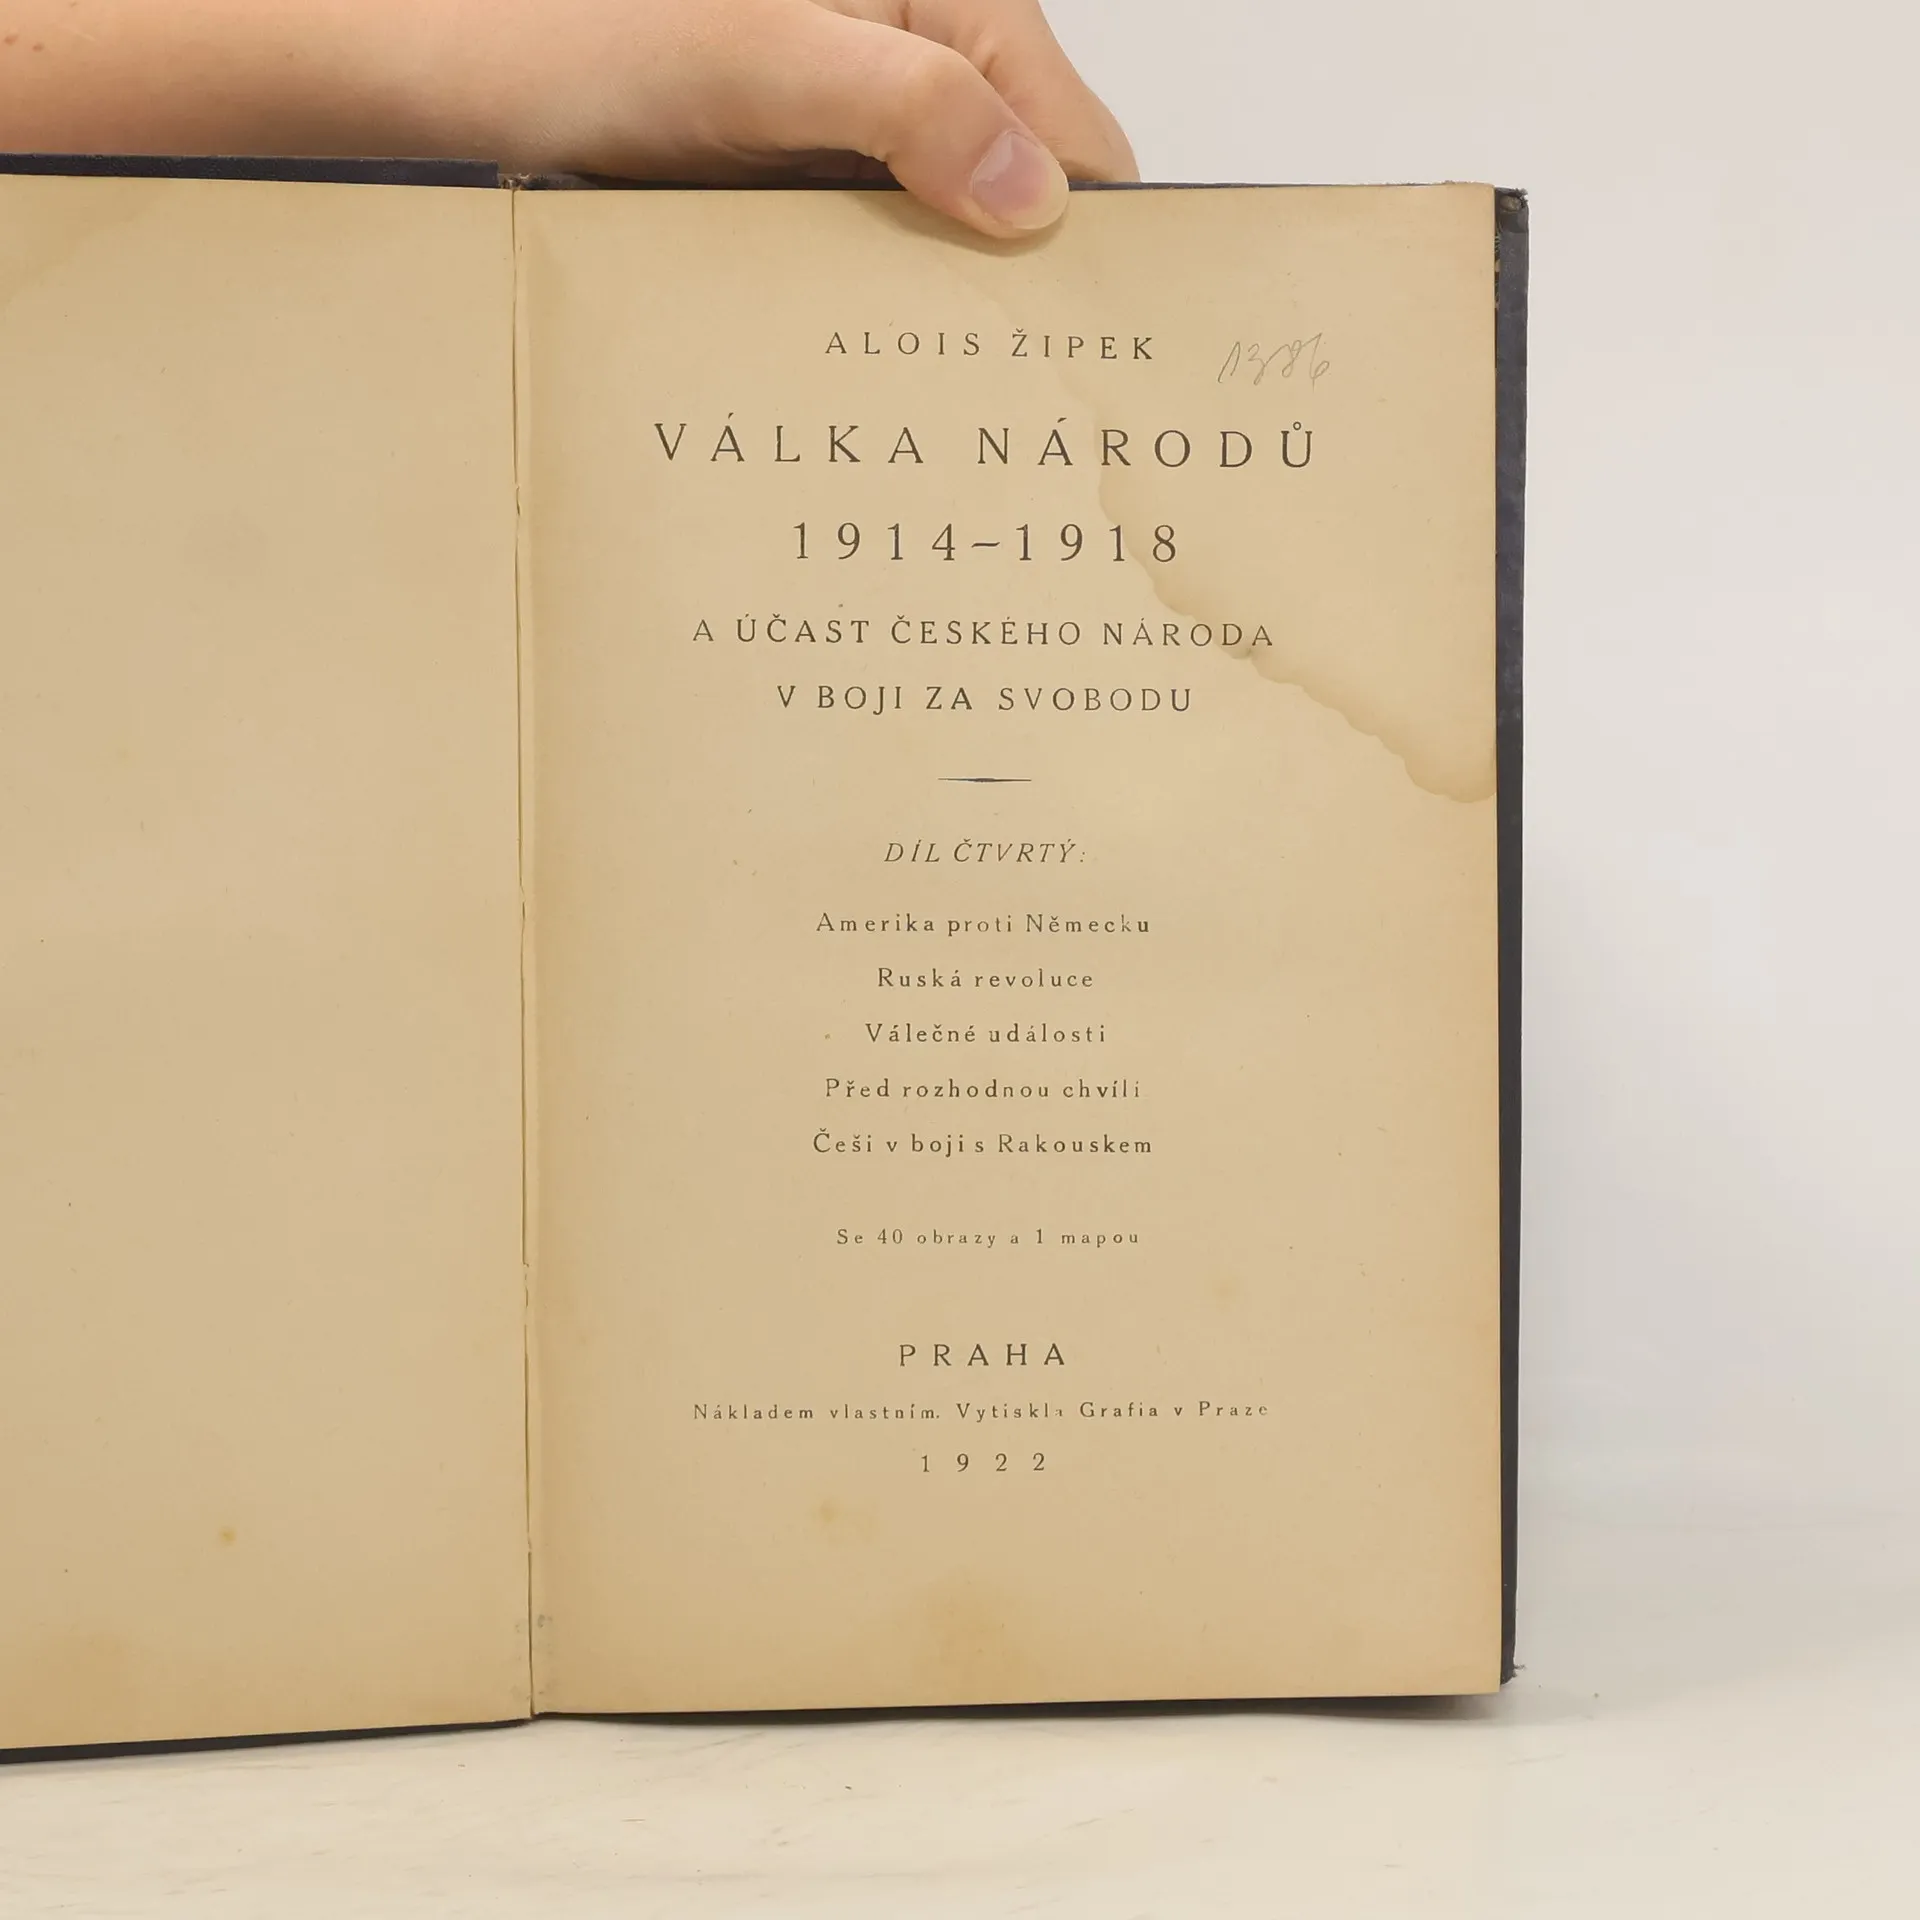 ALOIS ŽIPEK
1386
VÁLKA NÁRODŮ
1914–1918
A ÚČAST ČESKÉHO NÁRODA
V BOJI ZA SVOBODU
DÍL ČTVRTÝ:
Amerika proti Německu
Ruská revoluce
Válečné události
Před rozhodnou chvílí
Češi v boji s Rakouskem
Se 40 obrazy a 1 mapou
PRAHA
Nákladem vlastním. Vytiskla Grafia v Praze
1922